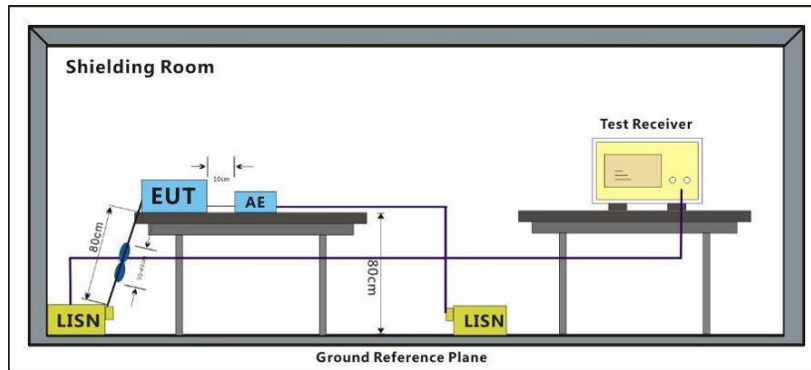 Shielding Room
Test Receiver
10cm
EUT
AE
80cm
80cm
LISN
LISN
Ground Reference Plane